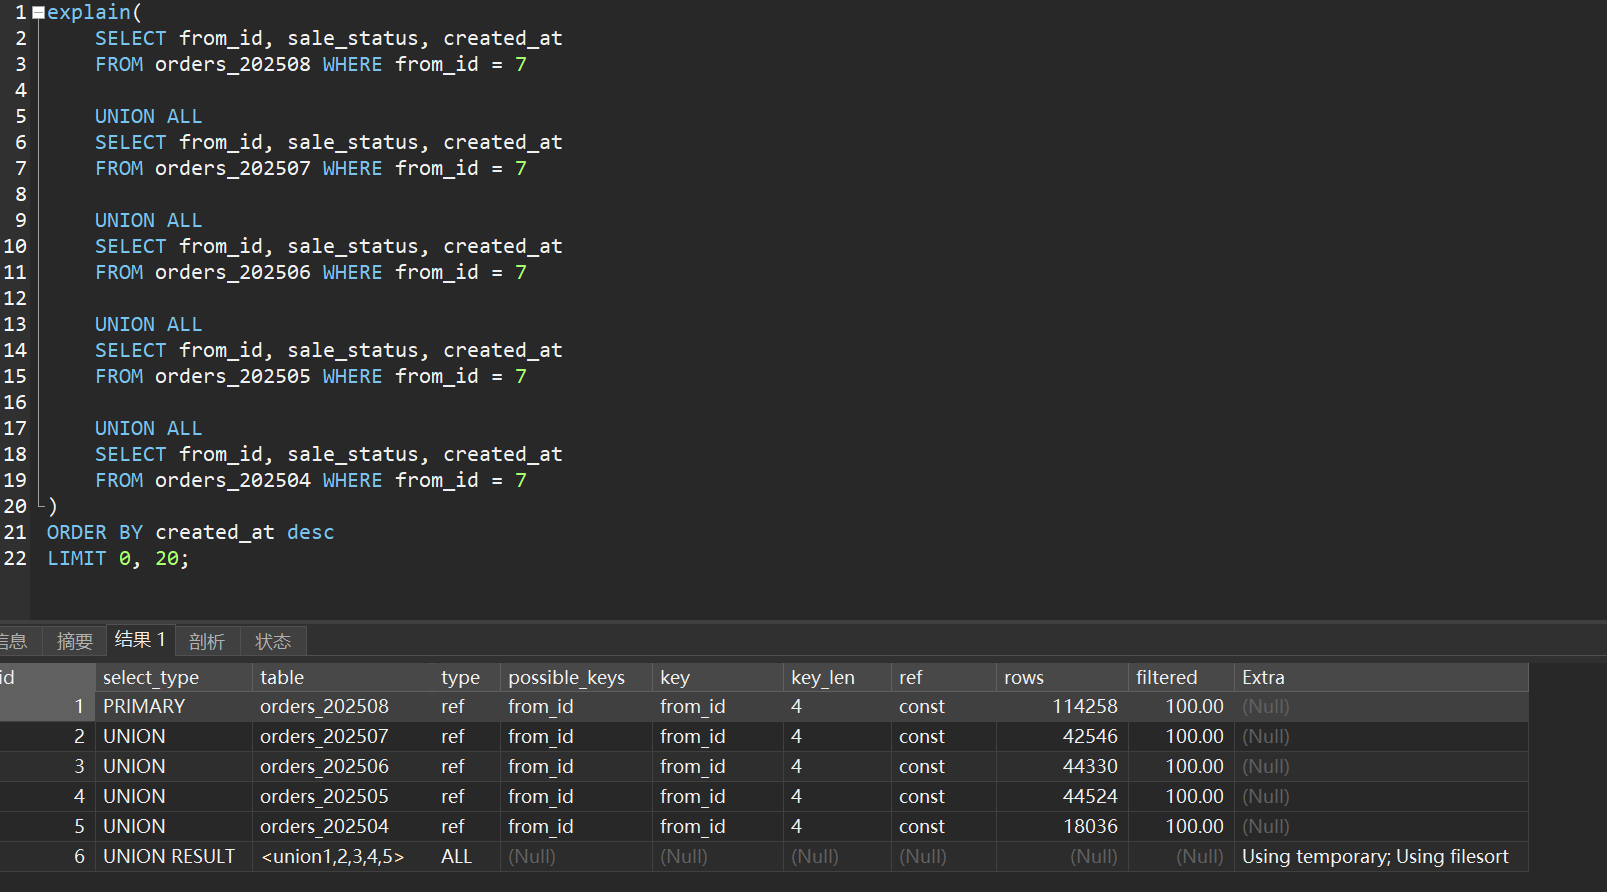 1 explain(
2 SELECT from_id, sale_status, created_at
3 FROM orders_202508 WHERE from_id = 7
4
5 UNION ALL
6 SELECT from_id, sale_status, created_at
7 FROM orders_202507 WHERE from_id = 7
8
9 UNION ALL
10 SELECT from_id, sale_status, created_at
11 FROM orders_202506 WHERE from_id = 7
12
13 UNION ALL
14 SELECT from_id, sale_status, created_at
15 FROM orders_202505 WHERE from_id = 7
16
17 UNION ALL
18 SELECT from_id, sale_status, created_at
19 FROM orders_202504 WHERE from_id = 7
20 )
21 ORDER BY created_at desc
22 LIMIT 0, 20;
信息 摘要 结果 1 剖析 状态
id select_type table type possible_keys key key_len ref rows filtered Extra
1 PRIMARY orders_202508 ref from_id from_id 4 const 114258 100.00 (Null)
2 UNION orders_202507 ref from_id from_id 4 const 42546 100.00 (Null)
3 UNION orders_202506 ref from_id from_id 4 const 44330 100.00 (Null)
4 UNION orders_202505 ref from_id from_id 4 const 44524 100.00 (Null)
5 UNION orders_202504 ref from_id from_id 4 const 18036 100.00 (Null)
6 UNION RESULT <union1,2,3,4,5> ALL (Null) (Null) (Null) (Null) (Null) (Null) Using temporary; Using filesort